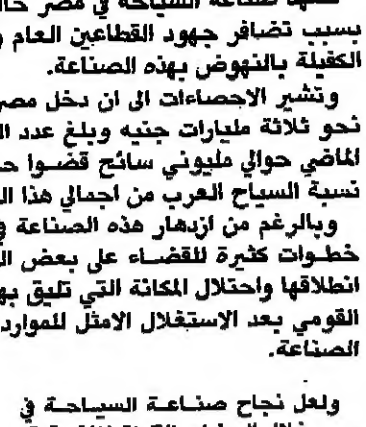 صناعة السياحة في مصر
بسبب تضافر جهود القطاعين العام
الكفيلة بالنهوض بهذه الصناعة.
وتشير الاحصاءات الى ان دخل مصر
نحو ثلاثة مليارات جنيه وبلغ عدد
الماضي حوالي مليوني سائح قضوا
نسبة السياح العرب من اجمالي هذا
وبالرغم من ازدهار هذه الصناعة
خطوات كثيرة للقضاء على بعض
انطلاقها واحتلال المكانة التي تليق
القومي بعد الاستغلال الامثل للموارد
الصناعة.
ولعل نجاح صناعة السياحة في